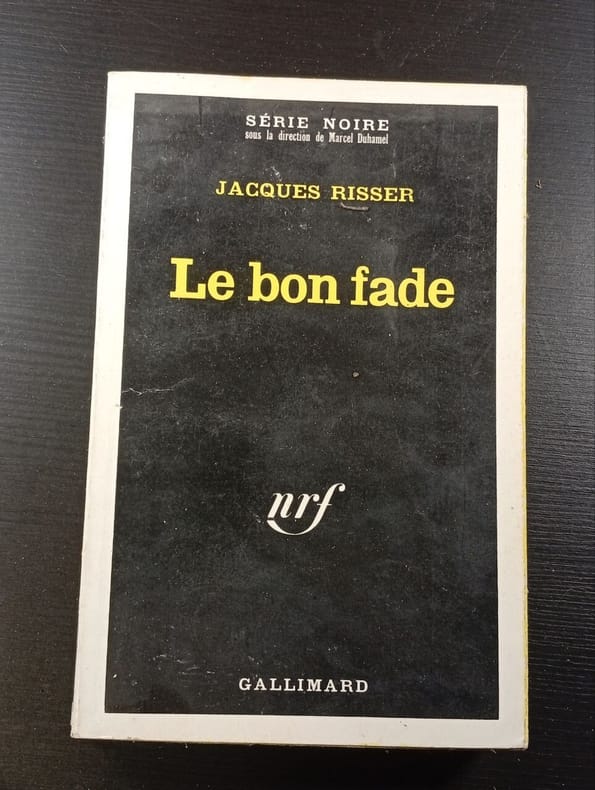 SÉRIE NOIRE
sous la direction de Marcel Duhamel
JACQUES RISSER
Le bon fade
nrf
GALLIMARD